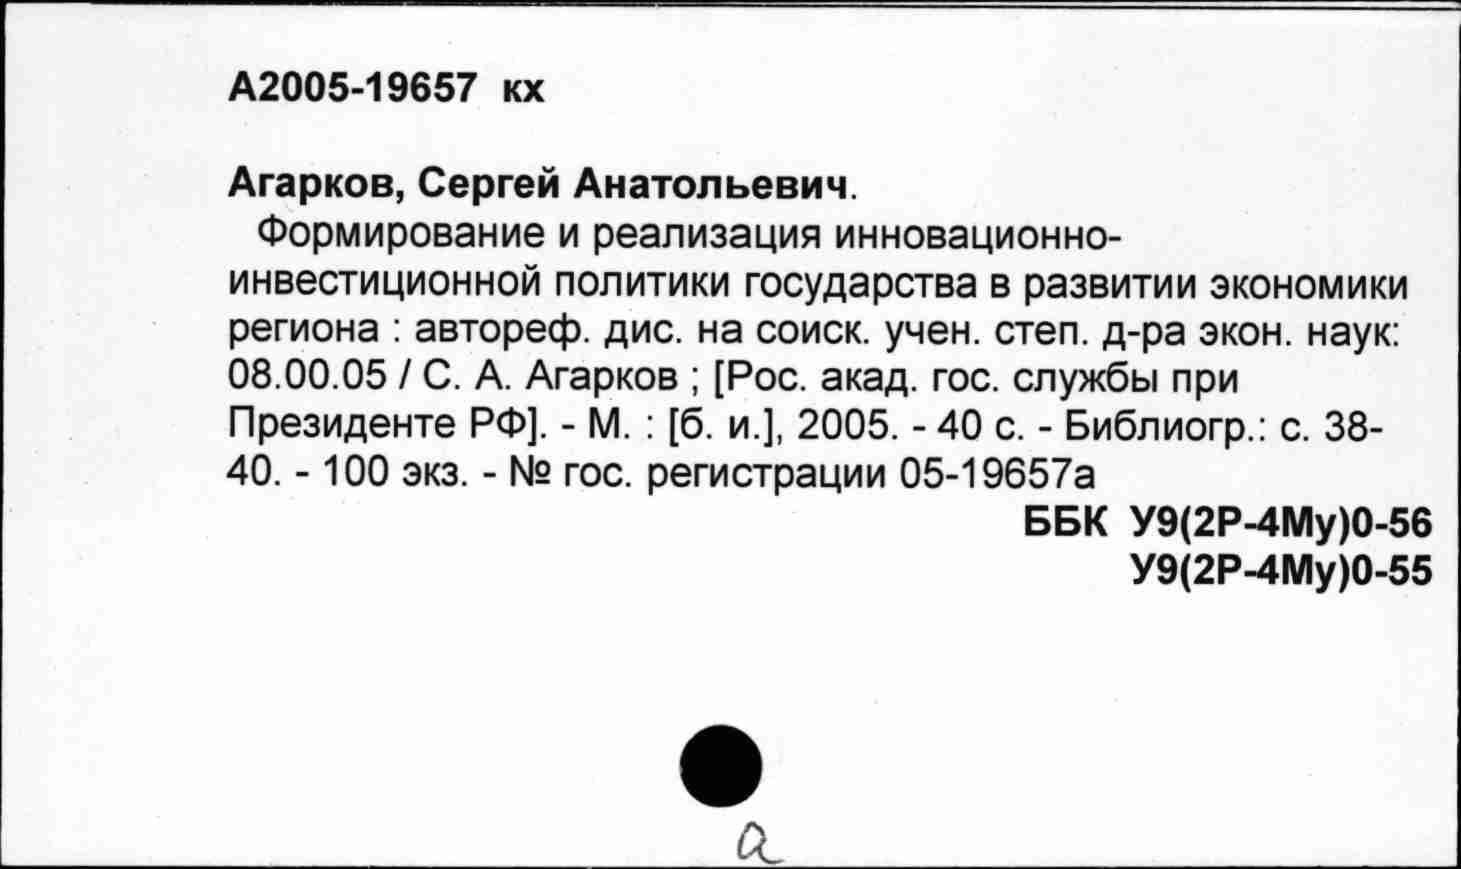 А2005-19657 кх
Агарков, Сергей Анатольевич.
Формирование и реализация инновационно-
инвестиционной политики государства в развитии экономики
региона : автореф. дис. на соиск. учен. степ. д-ра экон. наук:
08.00.05 / С. А. Агарков ; [Рос. акад. гос. службы при
Президенте РФ]. - М. : [б. и.], 2005. - 40 с. - Библиогр.: с. 38-
40. - 100 экз. - № гос. регистрации 05-19657а
ББК У9(2Р-4Му)0-56
У9(2Р-4Му)0-55
а